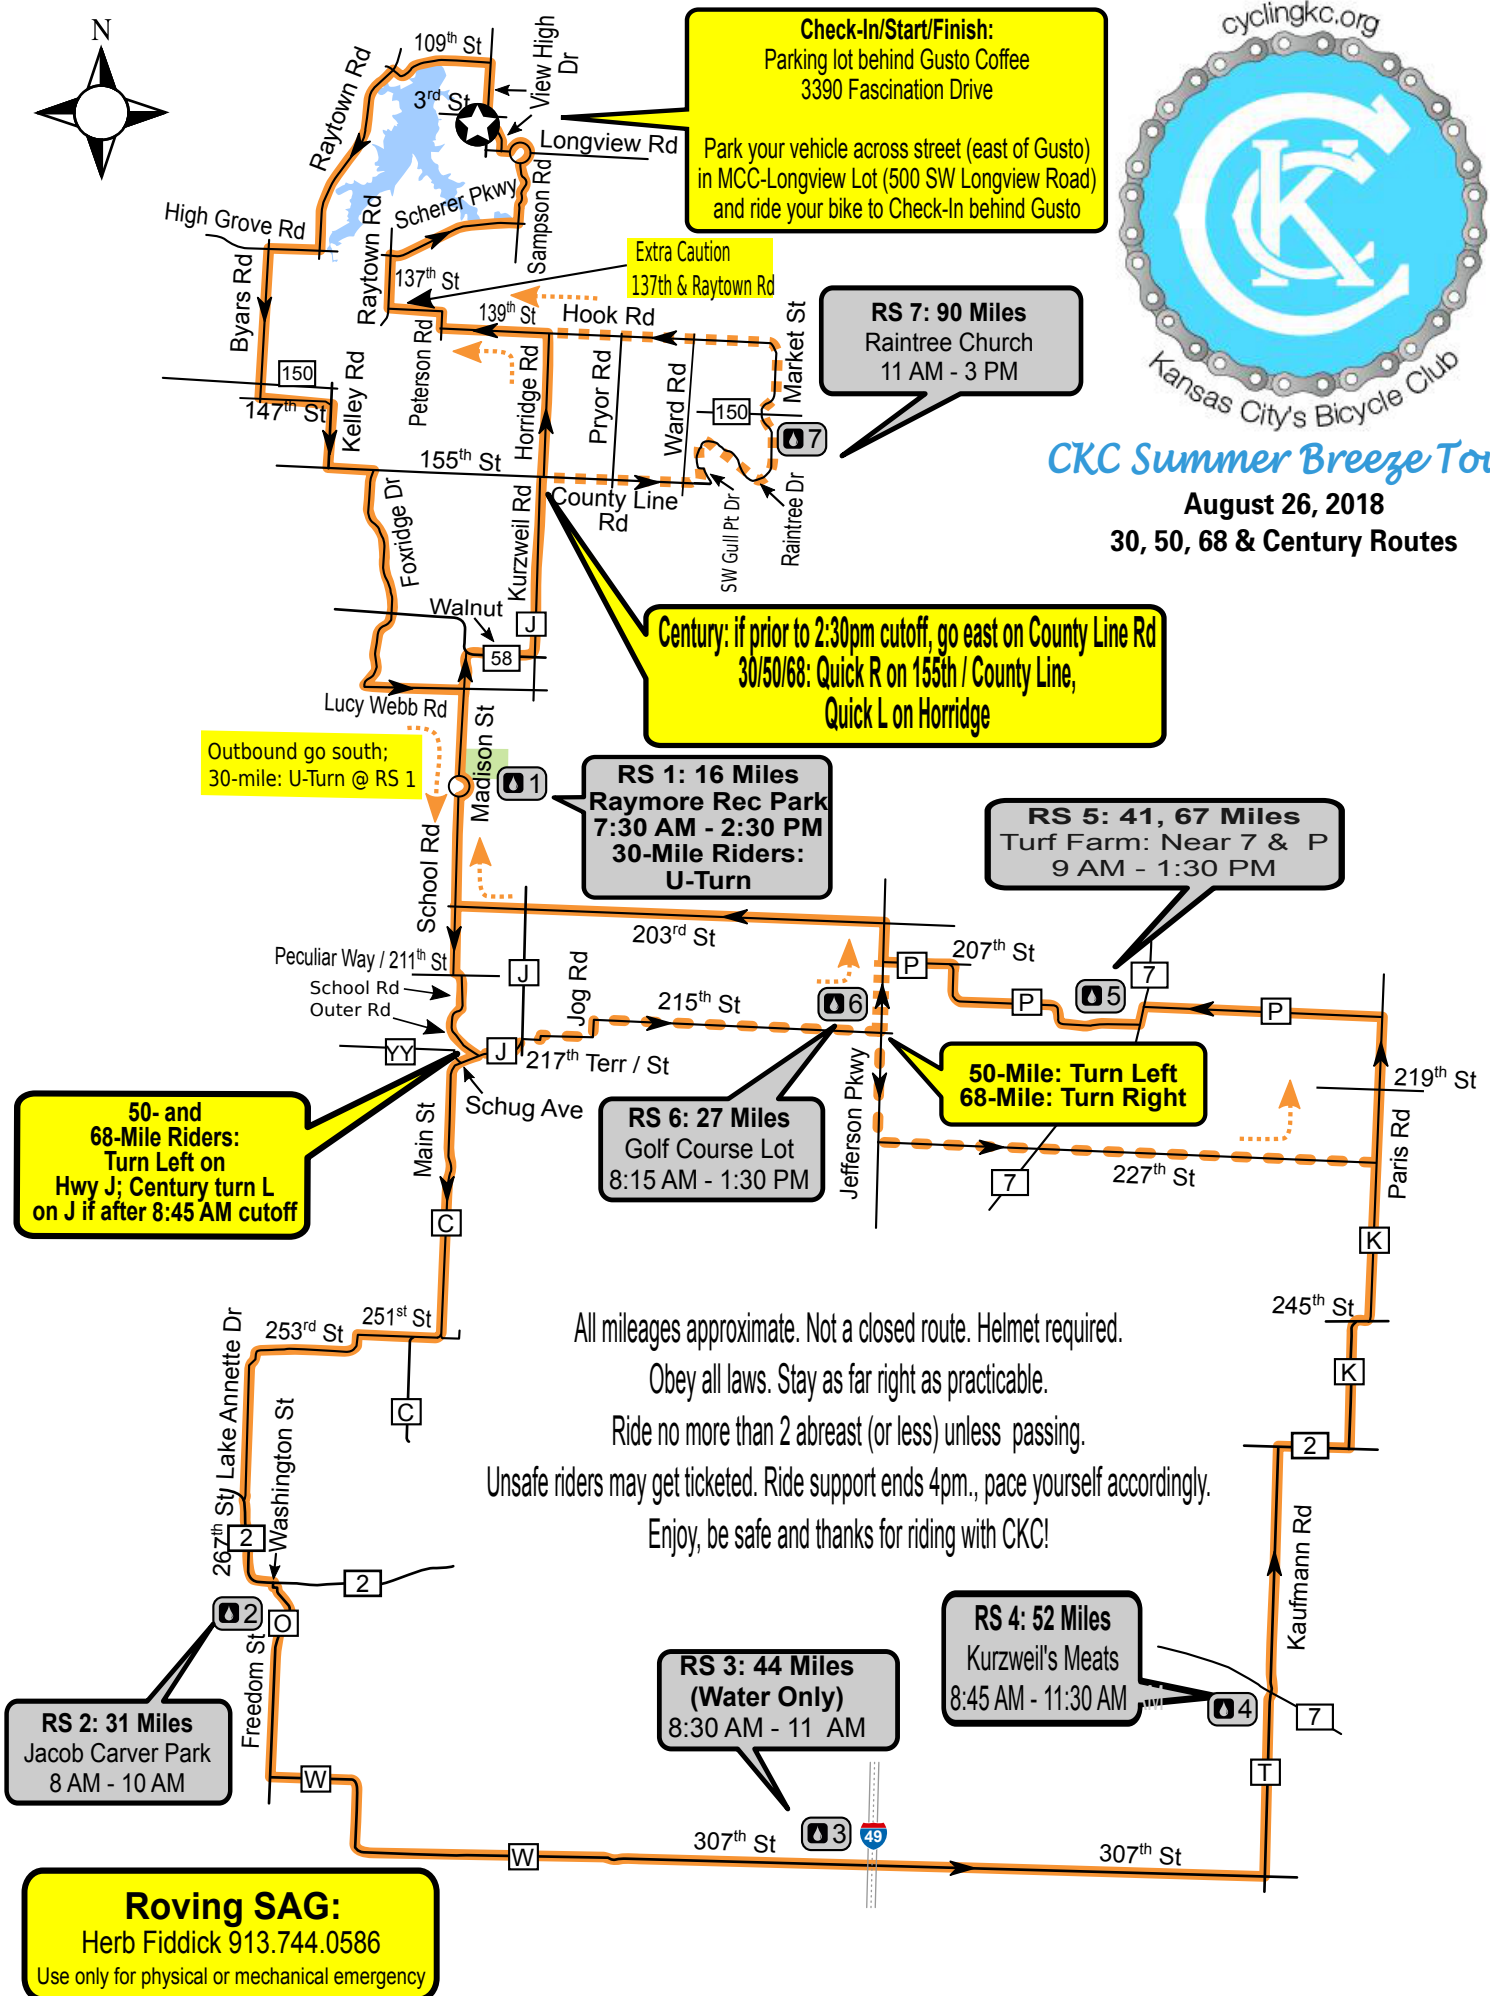 N
109th St
View High
Dr
Raytown Rd
3rd St
Longview Rd
Check-In/Start/Finish:
Parking lot behind Gusto Coffee
3390 Fascination Drive
Park your vehicle across street (east of Gusto)
in MCC-Longview Lot (500 SW Longview Road)
and ride your bike to Check-In behind Gusto
cyclingkc.org
CKC
Kansas City's Bicycle Club
CKC Summer Breeze Tou
August 26, 2018
30, 50, 68 & Century Routes
High Grove Rd
Raytown Rd
Scherer Pkwy
Sampson Rd
Extra Caution
137th & Raytown Rd
Byars Rd
137th St
139th St
Hook Rd
Market St
RS 7: 90 Miles
Raintree Church
11 AM - 3 PM
150
147th St
Kelley Rd
Peterson Rd
Horridge Rd
Pryor Rd
Ward Rd
150
7
155th St
County Line
Rd
SW Gull Pt Dr
Raintree Dr
Foxridge Dr
Kurzweil Rd
Walnut
J
58
Lucy Webb Rd
Century: if prior to 2:30pm cutoff, go east on County Line Rd
30/50/68: Quick R on 155th / County Line,
Quick L on Horridge
Outbound go south;
30-mile: U-Turn @ RS 1
Madison St
1
RS 1: 16 Miles
Raymore Rec Park
7:30 AM - 2:30 PM
30-Mile Riders:
U-Turn
RS 5: 41, 67 Miles
Turf Farm: Near 7 & P
9 AM - 1:30 PM
School Rd
203rd St
207th St
Peculiar Way / 211th St
J
Jog Rd
P
7
School Rd
Outer Rd
215th St
6
P
5
P
YY
J
217th Terr / St
Jefferson Pkwy
50-Mile: Turn Left
68-Mile: Turn Right
219th St
50- and
68-Mile Riders:
Turn Left on
Hwy J; Century turn L
on J if after 8:45 AM cutoff
Schug Ave
Main St
RS 6: 27 Miles
Golf Course Lot
8:15 AM - 1:30 PM
7
227th St
Paris Rd
C
K
245th St
251st St
253rd St
C
K
All mileages approximate. Not a closed route. Helmet required.
Obey all laws. Stay as far right as practicable.
Ride no more than 2 abreast (or less) unless passing.
Unsafe riders may get ticketed. Ride support ends 4pm., pace yourself accordingly.
Enjoy, be safe and thanks for riding with CKC!
Lake Annette Dr
267th St
Washington St
2
2
2
Kaufmann Rd
2
O
Freedom St
RS 2: 31 Miles
Jacob Carver Park
8 AM - 10 AM
RS 3: 44 Miles
(Water Only)
8:30 AM - 11 AM
RS 4: 52 Miles
Kurzweil's Meats
8:45 AM - 11:30 AM
AM
4
7
W
T
W
307th St
3
49
307th St
Roving SAG:
Herb Fiddick 913.744.0586
Use only for physical or mechanical emergency